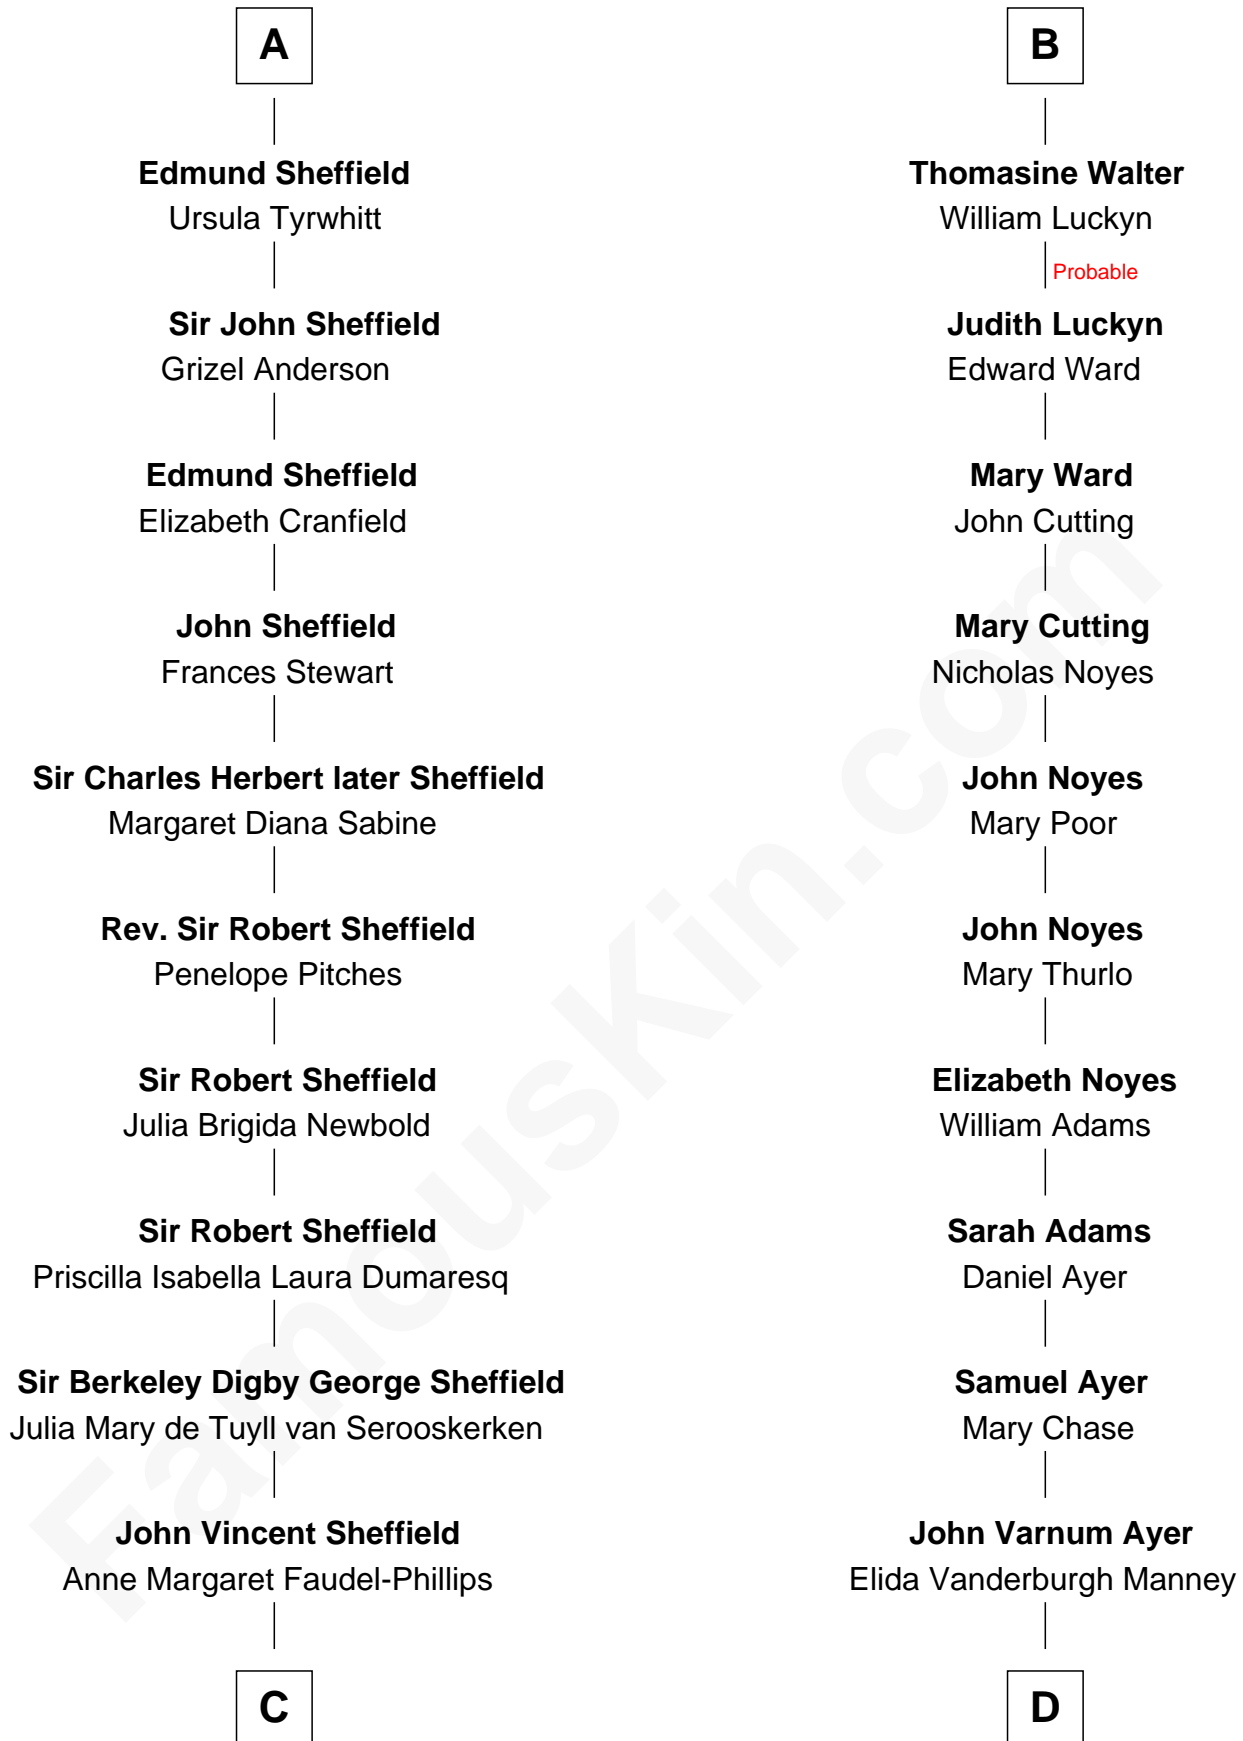 A
Edmund Sheffield
Ursula Tyrwhitt
Sir John Sheffield
Grizel Anderson
Edmund Sheffield
Elizabeth Cranfield
John Sheffield
Frances Stewart
Sir Charles Herbert later Sheffield
Margaret Diana Sabine
Rev. Sir Robert Sheffield
Penelope Pitches
Sir Robert Sheffield
Julia Brigida Newbold
Sir Robert Sheffield
Priscilla Isabella Laura Dumaresq
Sir Berkeley Digby George Sheffield
Julia Mary de Tuyll van Serooskerken
John Vincent Sheffield
Anne Margaret Faudel-Phillips
C
B
Thomasine Walter
William Luckyn
Probable
Judith Luckyn
Edward Ward
Mary Ward
John Cutting
Mary Cutting
Nicholas Noyes
John Noyes
Mary Poor
John Noyes
Mary Thurlo
Elizabeth Noyes
William Adams
Sarah Adams
Daniel Ayer
Samuel Ayer
Mary Chase
John Varnum Ayer
Elida Vanderburgh Manney
D
FamousKin.com